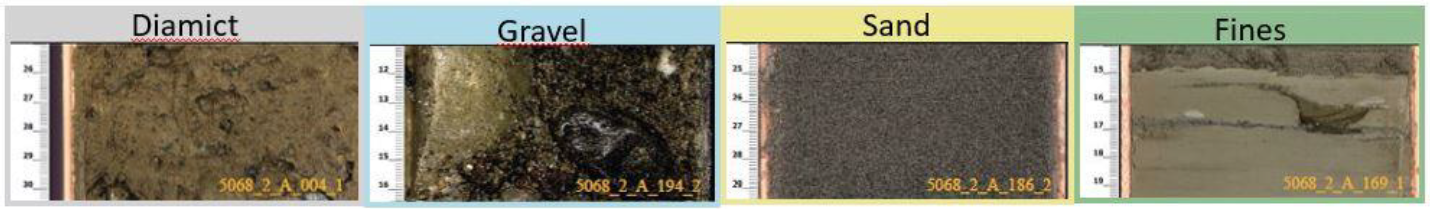 Diamict
26
27
28
29
30
5068_2_A_004_1
Gravel
12
13
14
15
16
5068_2_A_194_2
Sand
25
26
27
28
29
5068_2_A_186_2
Fines
15
16
17
18
19
5068_2_A_169_1